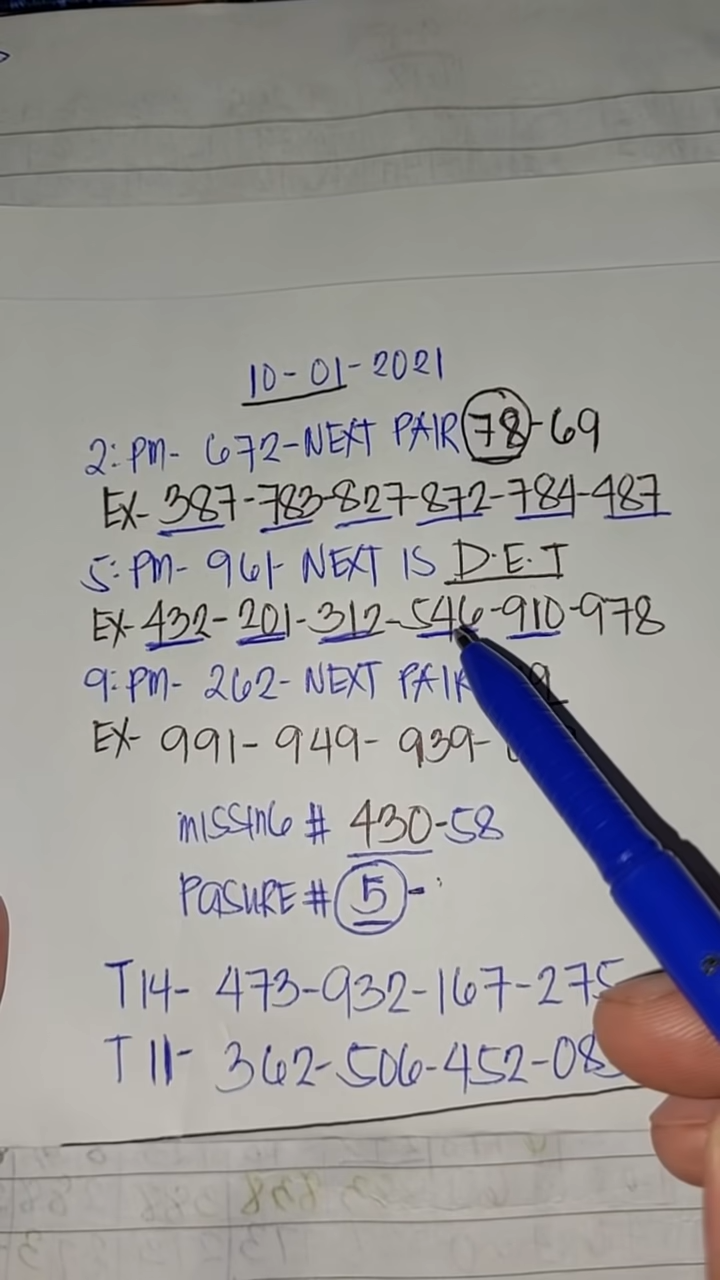 10-01-2021
2:PM- 672-NEXT PAIR 78-69
EX- 387-783-827-872-784-487
5:PM- 961- NEXT IS D.E.T
EX- 432-201-312-546-910-978
9:PM- 262- NEXT PAIR
EX- 991-949-939-
MISSING # 430-58
PASURE # 5-
T14- 473-932-167-275
T11- 362-506-452-08